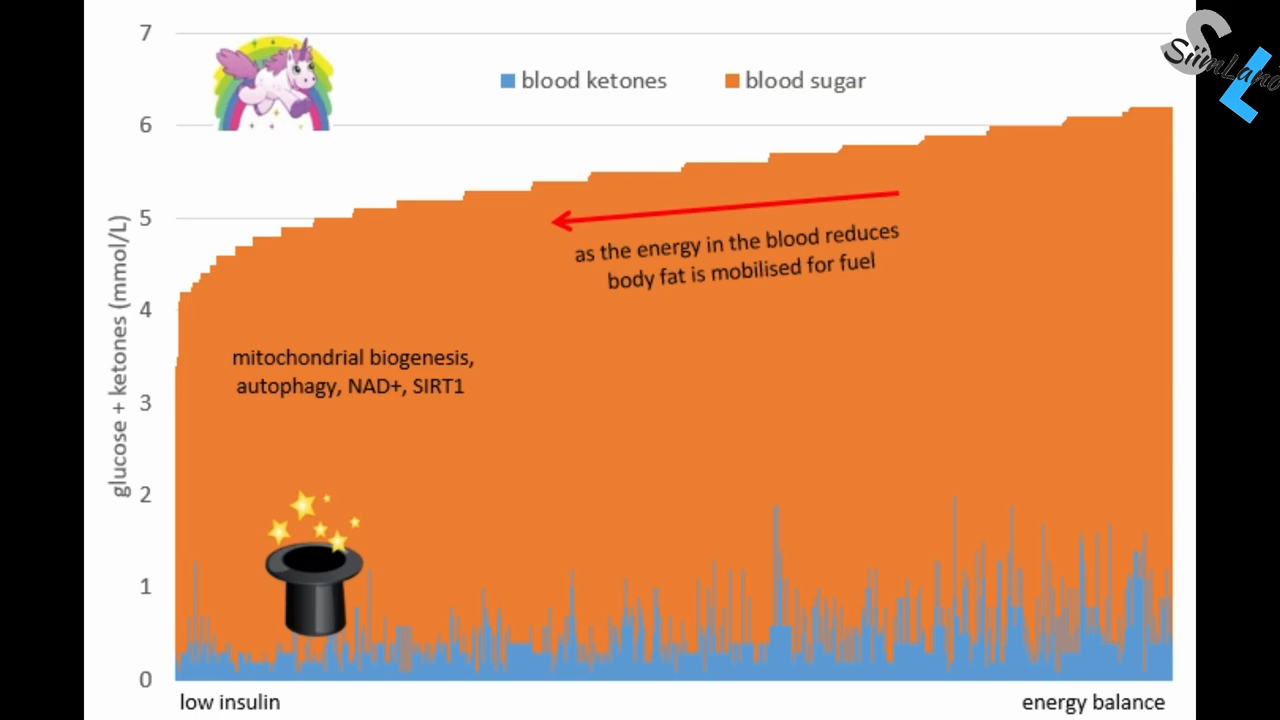 7
6
5
4
3
2
1
0
glucose + ketones (mmol/L)
blood ketones
blood sugar
SiimLand
SL
as the energy in the blood reduces
body fat is mobilised for fuel
mitochondrial biogenesis,
autophagy, NAD+, SIRT1
low insulin
energy balance